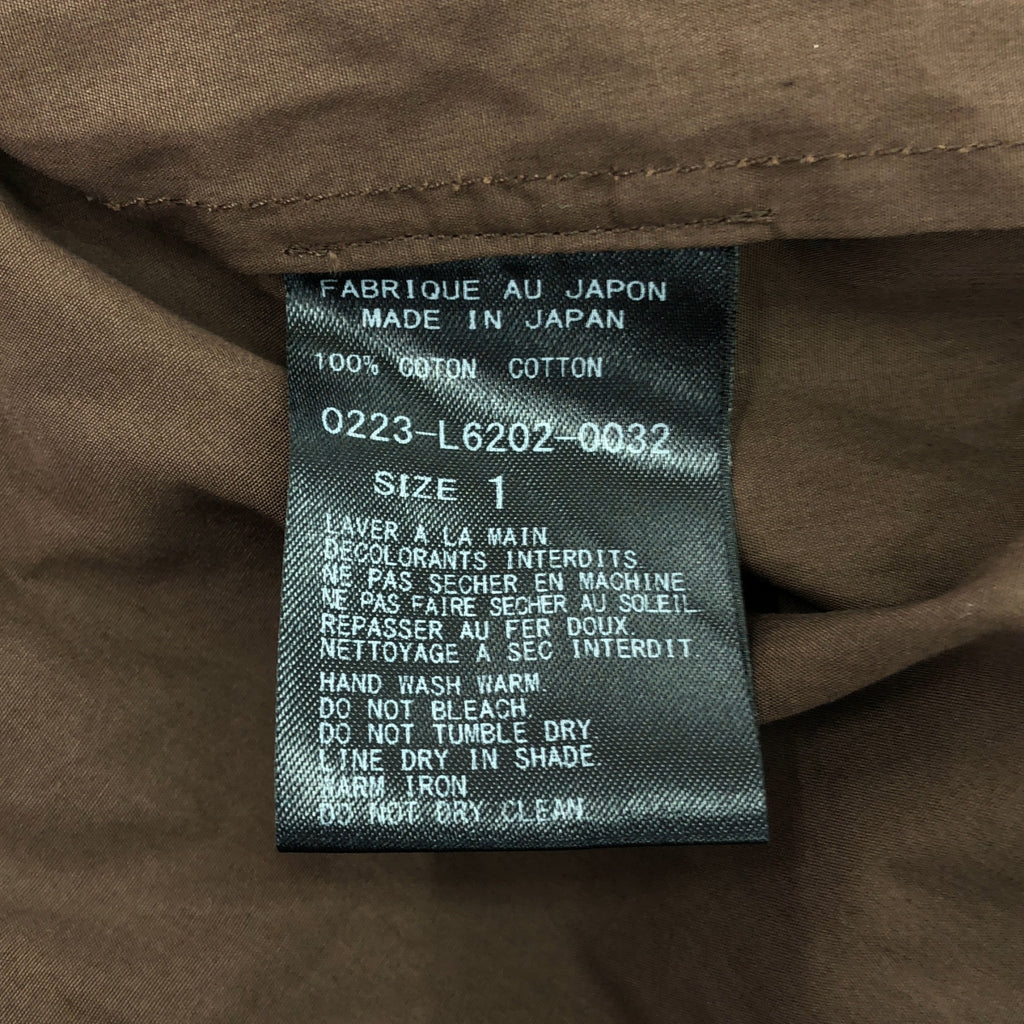 FABRIQUE AU JAPON
MADE IN JAPAN
100% COTON COTTON
0223-L6202-0032
SIZE 1
LAVER A LA MAIN
DECOLORANTS INTERDITS
NE PAS SECHER EN MACHINE
NE PAS FAIRE SECHER AU SOLEIL
REPASSER AU FER DOUX
NETTOYAGE A SEC INTERDIT
HAND WASH WARM.
DO NOT BLEACH
DO NOT TUMBLE DRY
LINE DRY IN SHADE
WARM IRON
DO NOT DRY CLEAN.